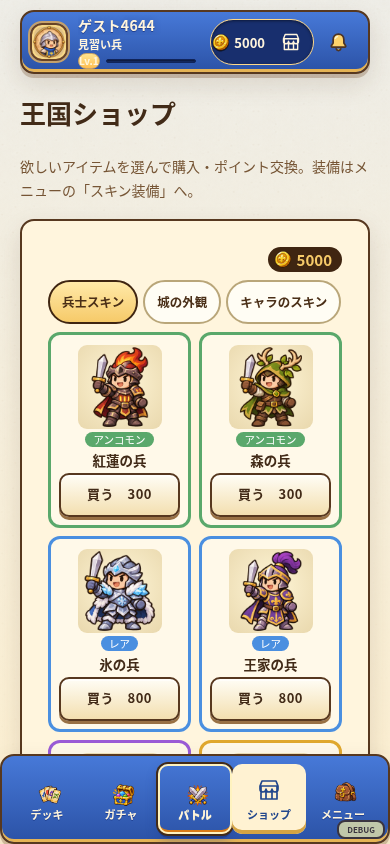 ゲスト4644
見習い兵
Lv.1
5000
王国ショップ
欲しいアイテムを選んで購入・ポイント交換。装備はメ
ニューの「スキン装備」へ。
5000
兵士スキン 城の外観 キャラのスキン
アンコモン アンコモン
紅蓮の兵 森の兵
買う 300 買う 300
レア レア
氷の兵 王家の兵
買う 800 買う 800
デッキ ガチャ バトル ショップ メニュー
DEBUG